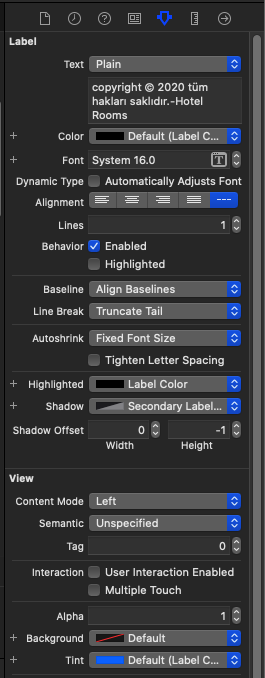 Label
Text Plain
copyright © 2020 tüm
hakları saklıdır.-Hotel
Rooms
+ Color Default (Label C...
+ Font System 16.0 T
Dynamic Type Automatically Adjusts Font
Alignment ---
Lines 1
Behavior Enabled
Highlighted
Baseline Align Baselines
Line Break Truncate Tail
Autoshrink Fixed Font Size
Tighten Letter Spacing
+ Highlighted Label Color
+ Shadow Secondary Label...
Shadow Offset 0 -1
Width Height
View
Content Mode Left
Semantic Unspecified
Tag 0
Interaction User Interaction Enabled
Multiple Touch
Alpha 1
+ Background Default
+ Tint Default (Label C...